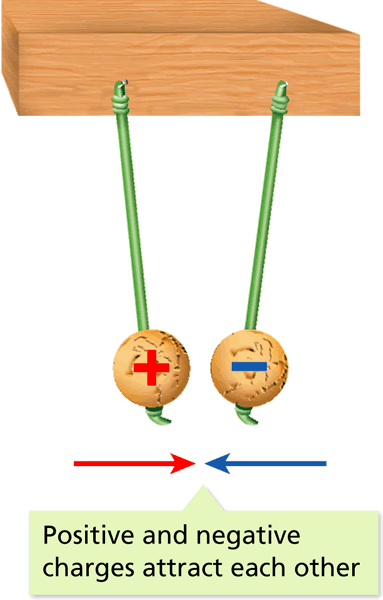 + −
Positive and negative
charges attract each other